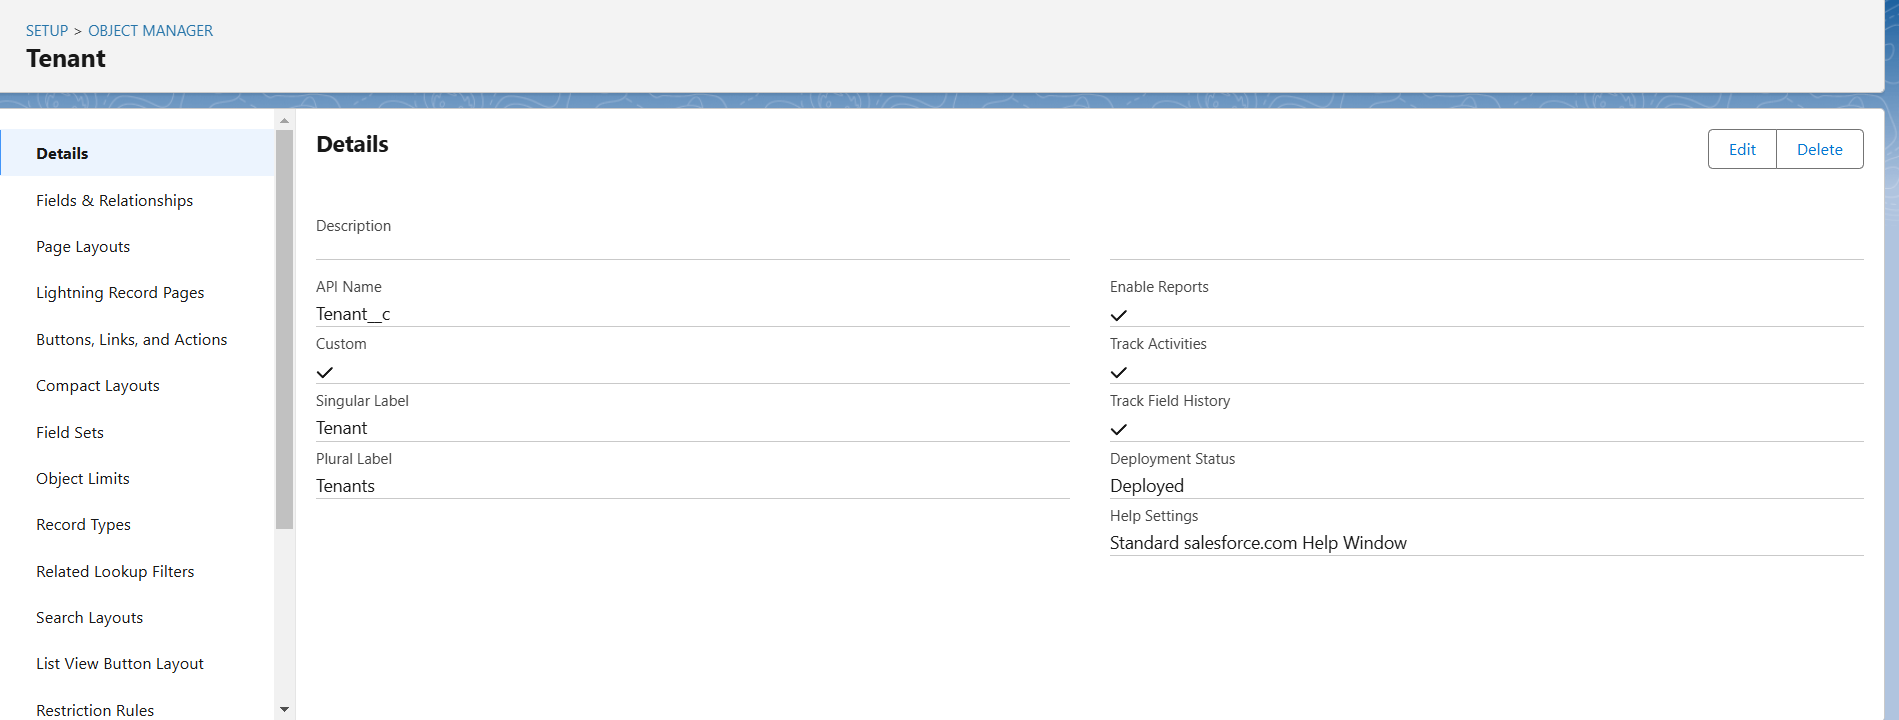 SETUP > OBJECT MANAGER
Tenant
Details
Fields & Relationships
Page Layouts
Lightning Record Pages
Buttons, Links, and Actions
Compact Layouts
Field Sets
Object Limits
Record Types
Related Lookup Filters
Search Layouts
List View Button Layout
Restriction Rules
Details
Edit
Delete
Description
API Name
Tenant__c
Custom
Singular Label
Tenant
Plural Label
Tenants
Enable Reports
Track Activities
Track Field History
Deployment Status
Deployed
Help Settings
Standard salesforce.com Help Window